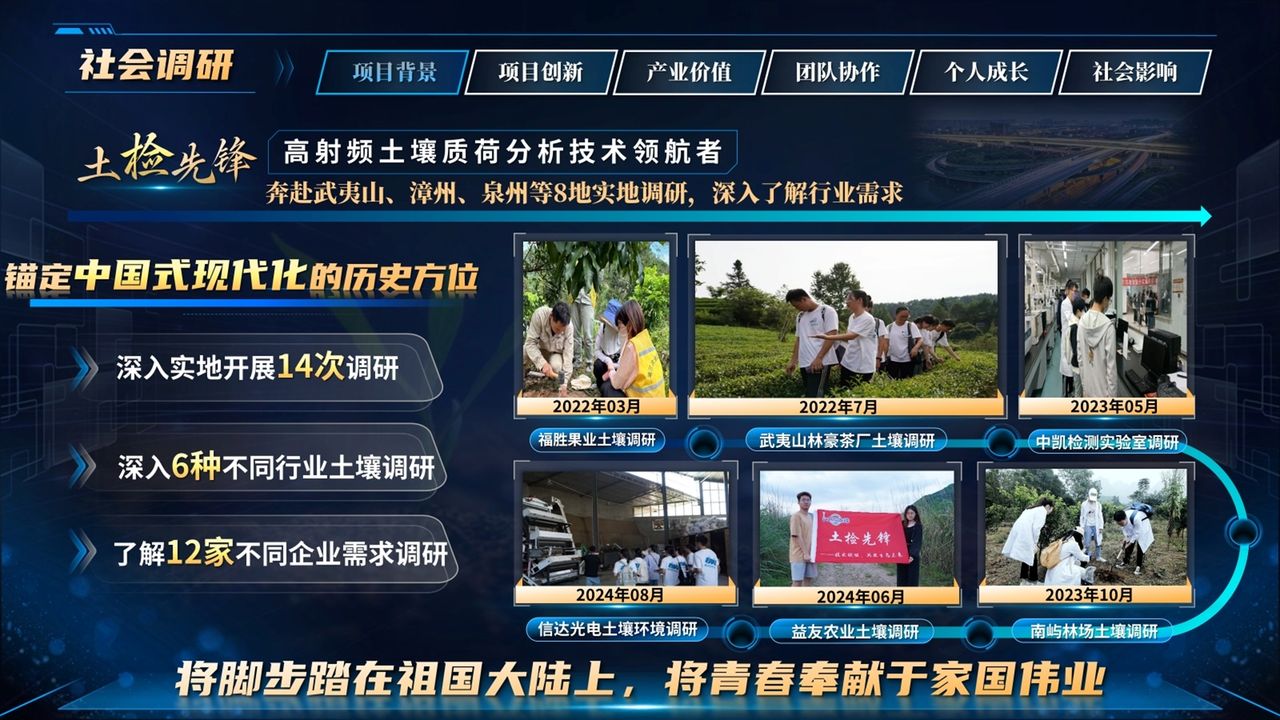 社会调研
项目背景
项目创新
产业价值
团队协作
个人成长
社会影响
土检先锋
高射频土壤质荷分析技术领航者
奔赴武夷山、漳州、泉州等8地实地调研，深入了解行业需求
锚定中国式现代化的历史方位
深入实地开展14次调研
深入6种不同行业土壤调研
了解12家不同企业需求调研
2022年03月
2022年7月
2023年05月
福胜果业土壤调研
武夷山林豪茶厂土壤调研
中凯检测实验室调研
土检先锋
2024年08月
2024年06月
2023年10月
信达光电土壤环境调研
益友农业土壤调研
南屿林场土壤调研
将脚步踏在祖国大陆上，将青春奉献于家国伟业